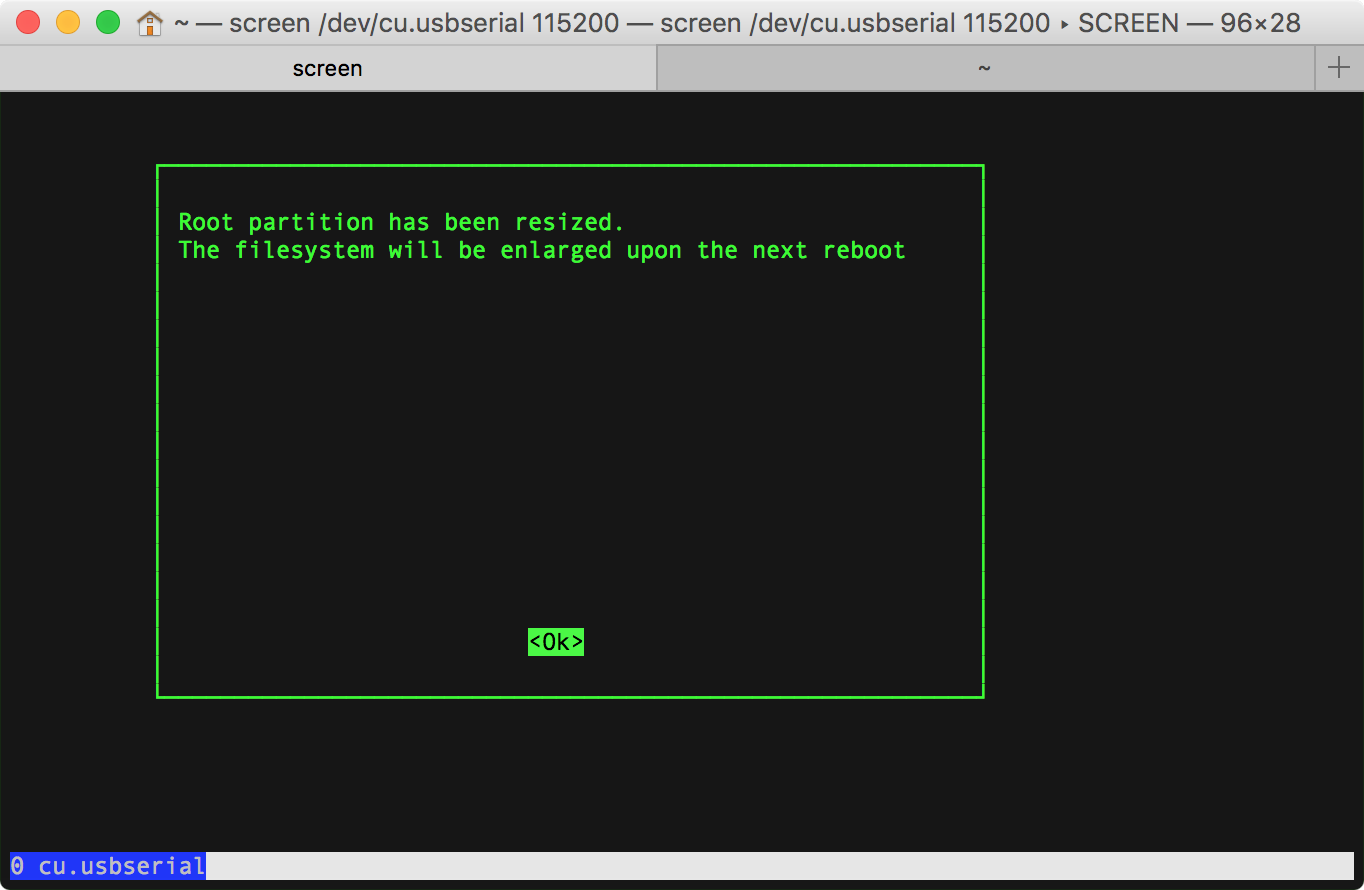 ~ — screen /dev/cu.usbserial 115200 — screen /dev/cu.usbserial 115200 ▸ SCREEN — 96×28
screen
~
Root partition has been resized.
The filesystem will be enlarged upon the next reboot
<Ok>
0 cu.usbserial